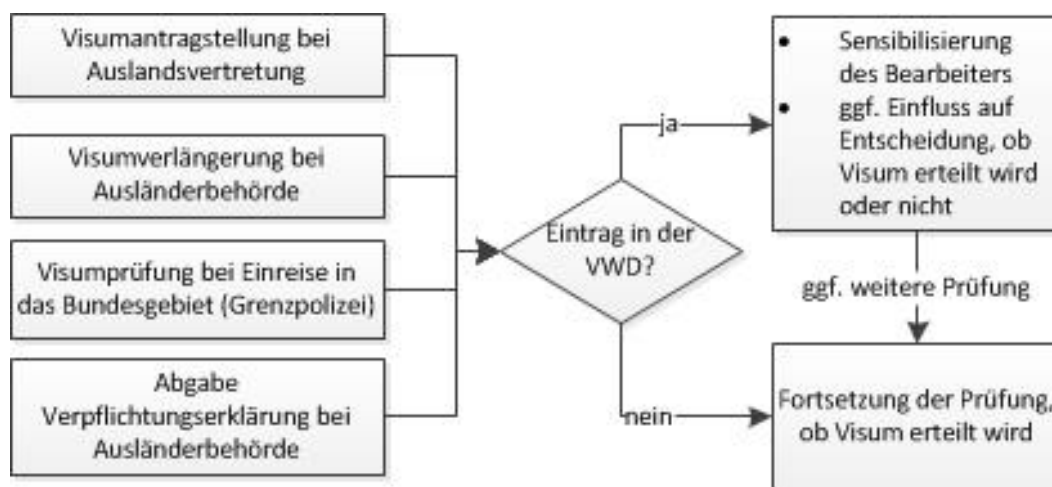 Visumantragstellung bei
Auslandsvertretung
Visumverlängerung bei
Ausländerbehörde
Visumprüfung bei Einreise in
das Bundesgebiet (Grenzpolizei)
Abgabe
Verpflichtungserklärung bei
Ausländerbehörde
Eintrag in der
VWD?
ja
• Sensibilisierung
des Bearbeiters
• ggf. Einfluss auf
Entscheidung, ob
Visum erteilt wird
oder nicht
ggf. weitere Prüfung
nein
Fortsetzung der Prüfung,
ob Visum erteilt wird